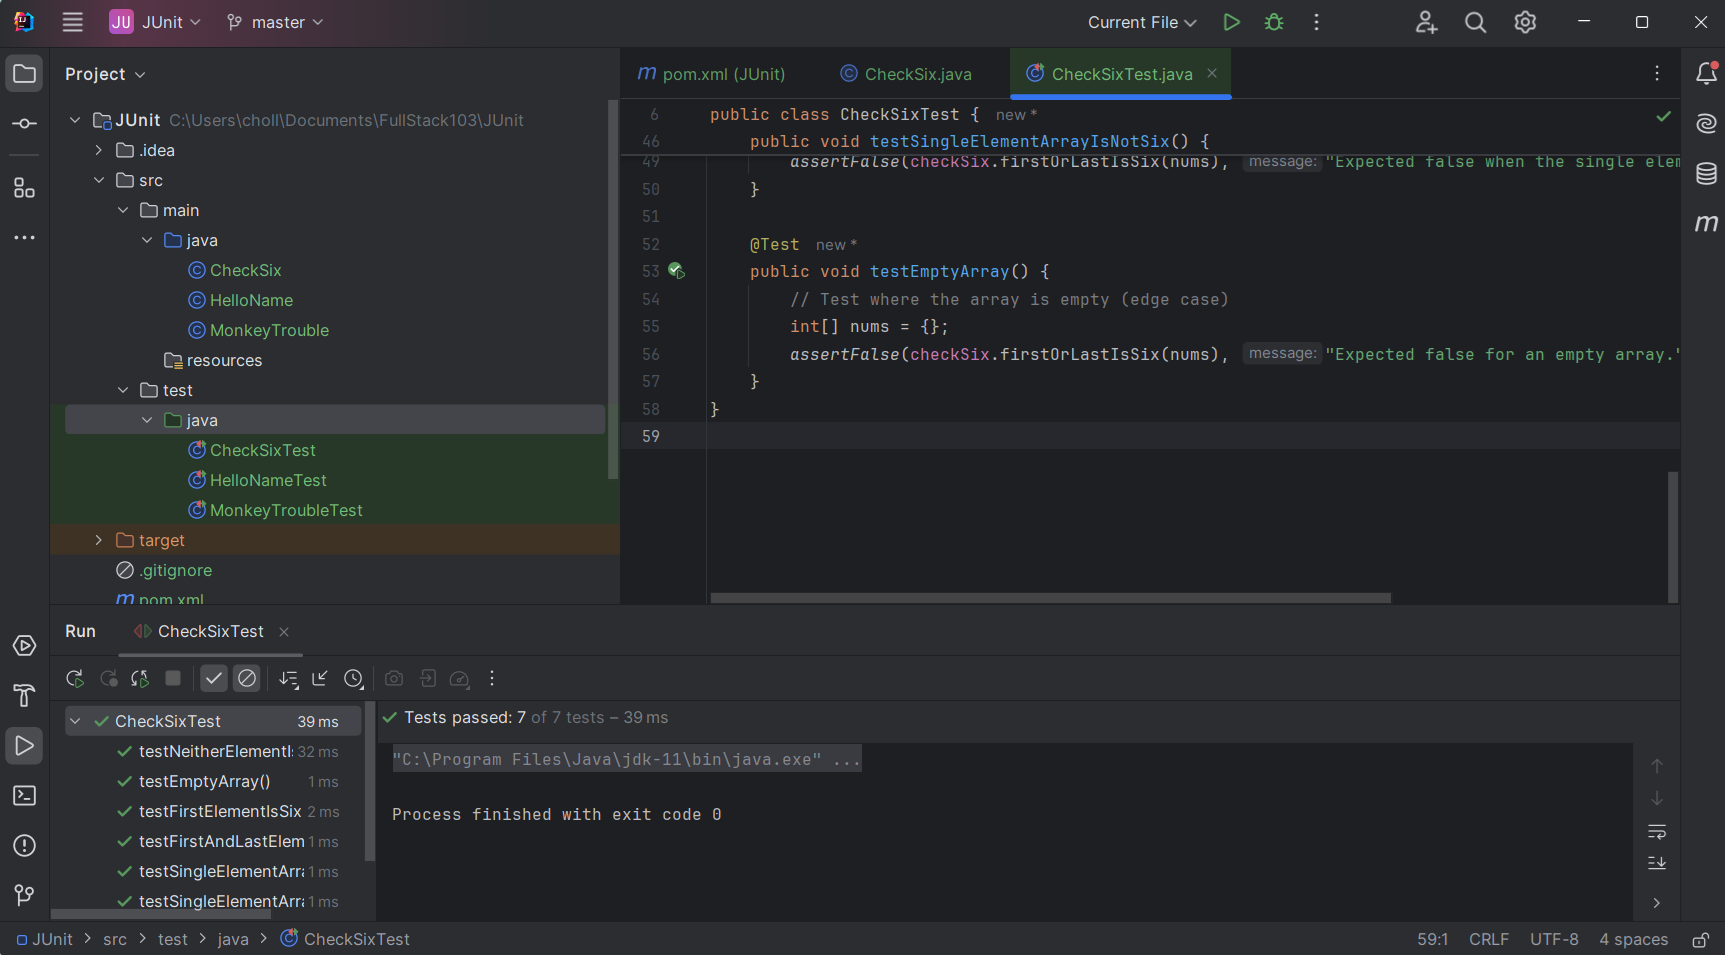 JU JUnit master Current File
Project
pom.xml (JUnit) CheckSix.java CheckSixTest.java
JUnit C:\Users\choll\Documents\FullStack103\JUnit
.idea
src
main
java
CheckSix
HelloName
MonkeyTrouble
resources
test
java
CheckSixTest
HelloNameTest
MonkeyTroubleTest
target
.gitignore
pom.xml
6 public class CheckSixTest { new *
46 public void testSingleElementArrayIsNotSix() {
49 assertFalse(checkSix.firstOrLastIsSix(nums), message: "Expected false when the single elem
50 }
51
52 @Test new *
53 public void testEmptyArray() {
54 // Test where the array is empty (edge case)
55 int[] nums = {};
56 assertFalse(checkSix.firstOrLastIsSix(nums), message: "Expected false for an empty array."
57 }
58 }
59
Run CheckSixTest
CheckSixTest 39 ms
testNeitherElementIs 32 ms
testEmptyArray() 1 ms
testFirstElementIsSix 2 ms
testFirstAndLastElem 1 ms
testSingleElementArra 1 ms
testSingleElementArra 1 ms
Tests passed: 7 of 7 tests – 39 ms
"C:\Program Files\Java\jdk-11\bin\java.exe" ...
Process finished with exit code 0
JUnit > src > test > java > CheckSixTest
59:1 CRLF UTF-8 4 spaces